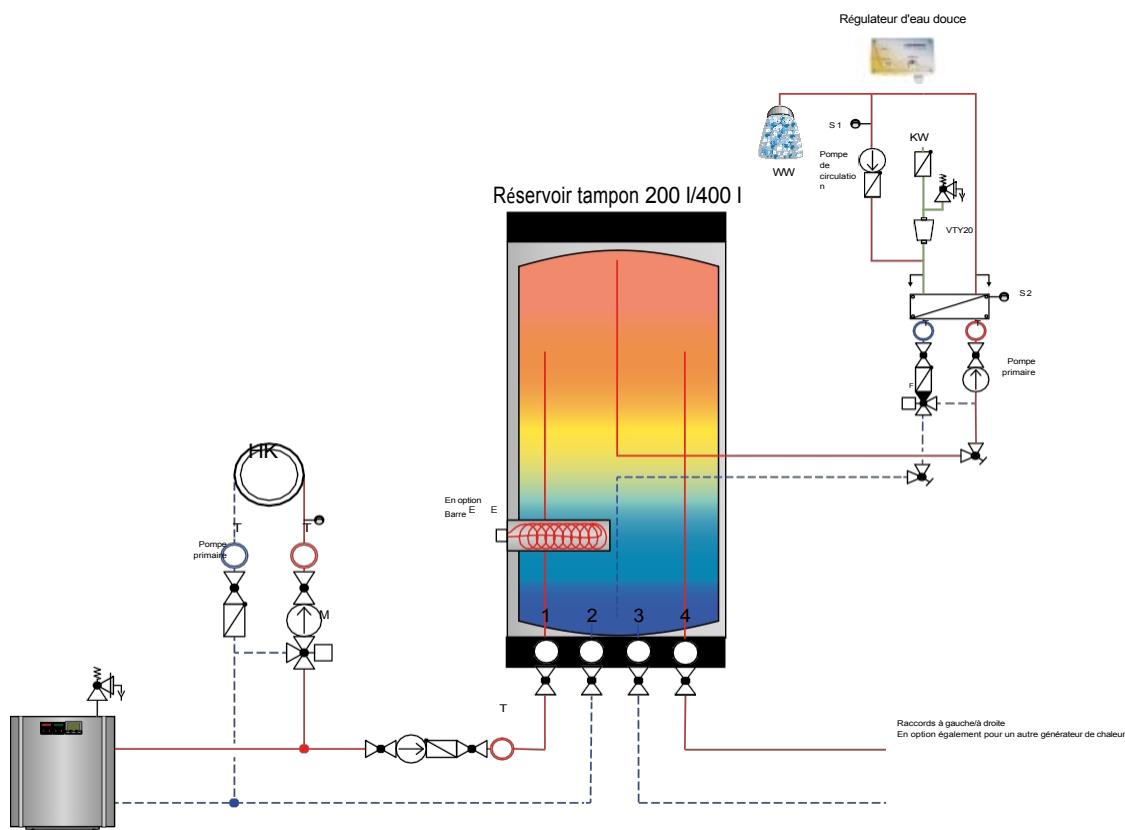 Régulateur d'eau douce
S 1
KW
WW
Pompe
de
circulatio
n
VTY20
Réservoir tampon 200 l/400 l
S 2
T
T
Pompe
primaire
F
HK
En option
Barre E E
T
T
Pompe
primaire
M
1 2 3 4
T
Raccords à gauche/à droite
En option également pour un autre générateur de chaleur